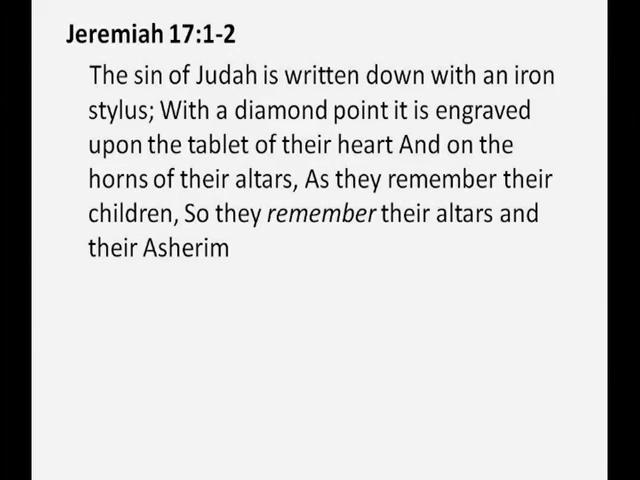 Jeremiah 17:1-2
The sin of Judah is written down with an iron
stylus; With a diamond point it is engraved
upon the tablet of their heart And on the
horns of their altars, As they remember their
children, So they remember their altars and
their Asherim